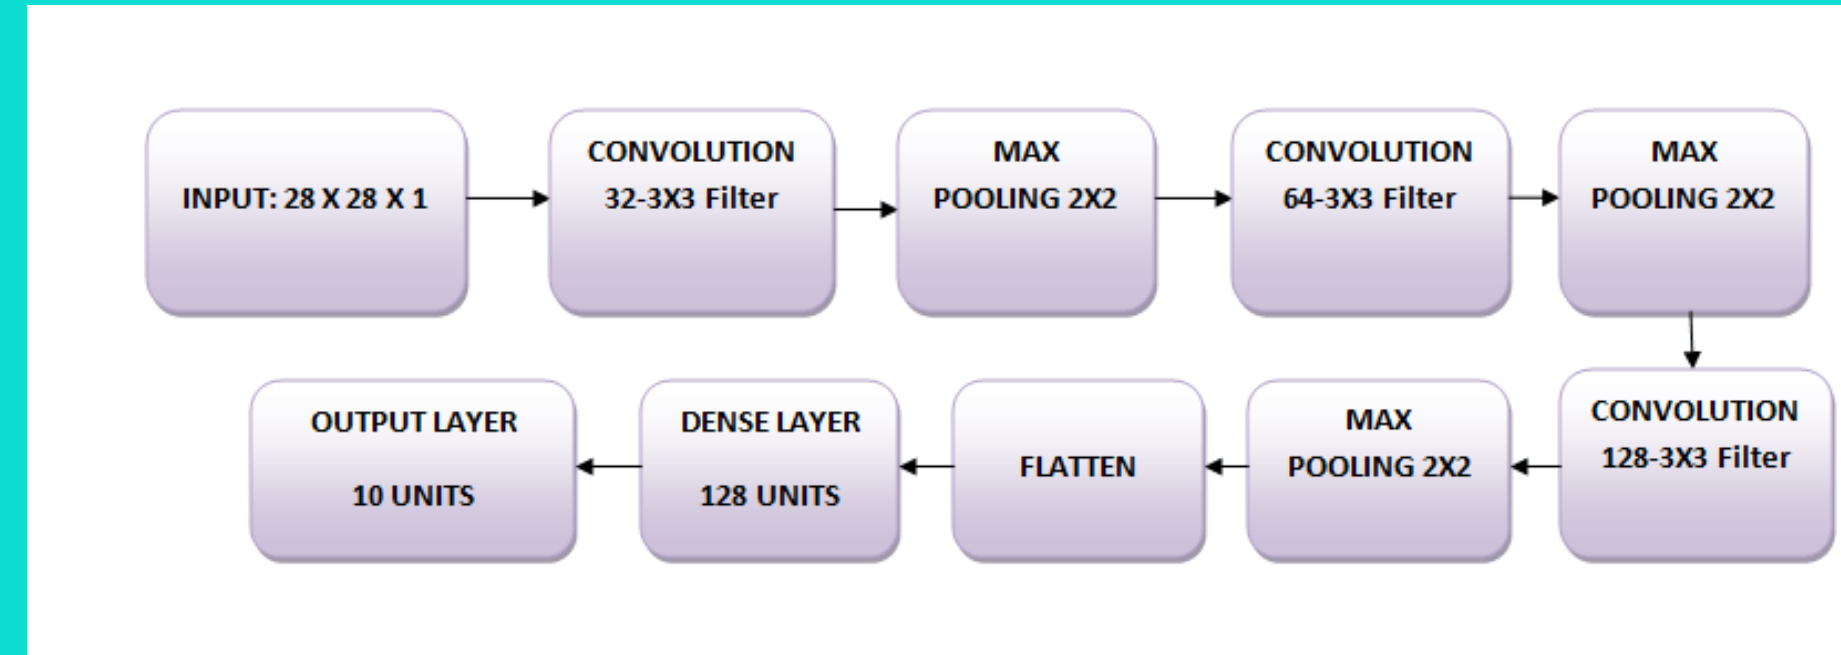 INPUT: 28 X 28 X 1
CONVOLUTION
32-3X3 Filter
MAX
POOLING 2X2
CONVOLUTION
64-3X3 Filter
MAX
POOLING 2X2
CONVOLUTION
128-3X3 Filter
MAX
POOLING 2X2
FLATTEN
DENSE LAYER
128 UNITS
OUTPUT LAYER
10 UNITS